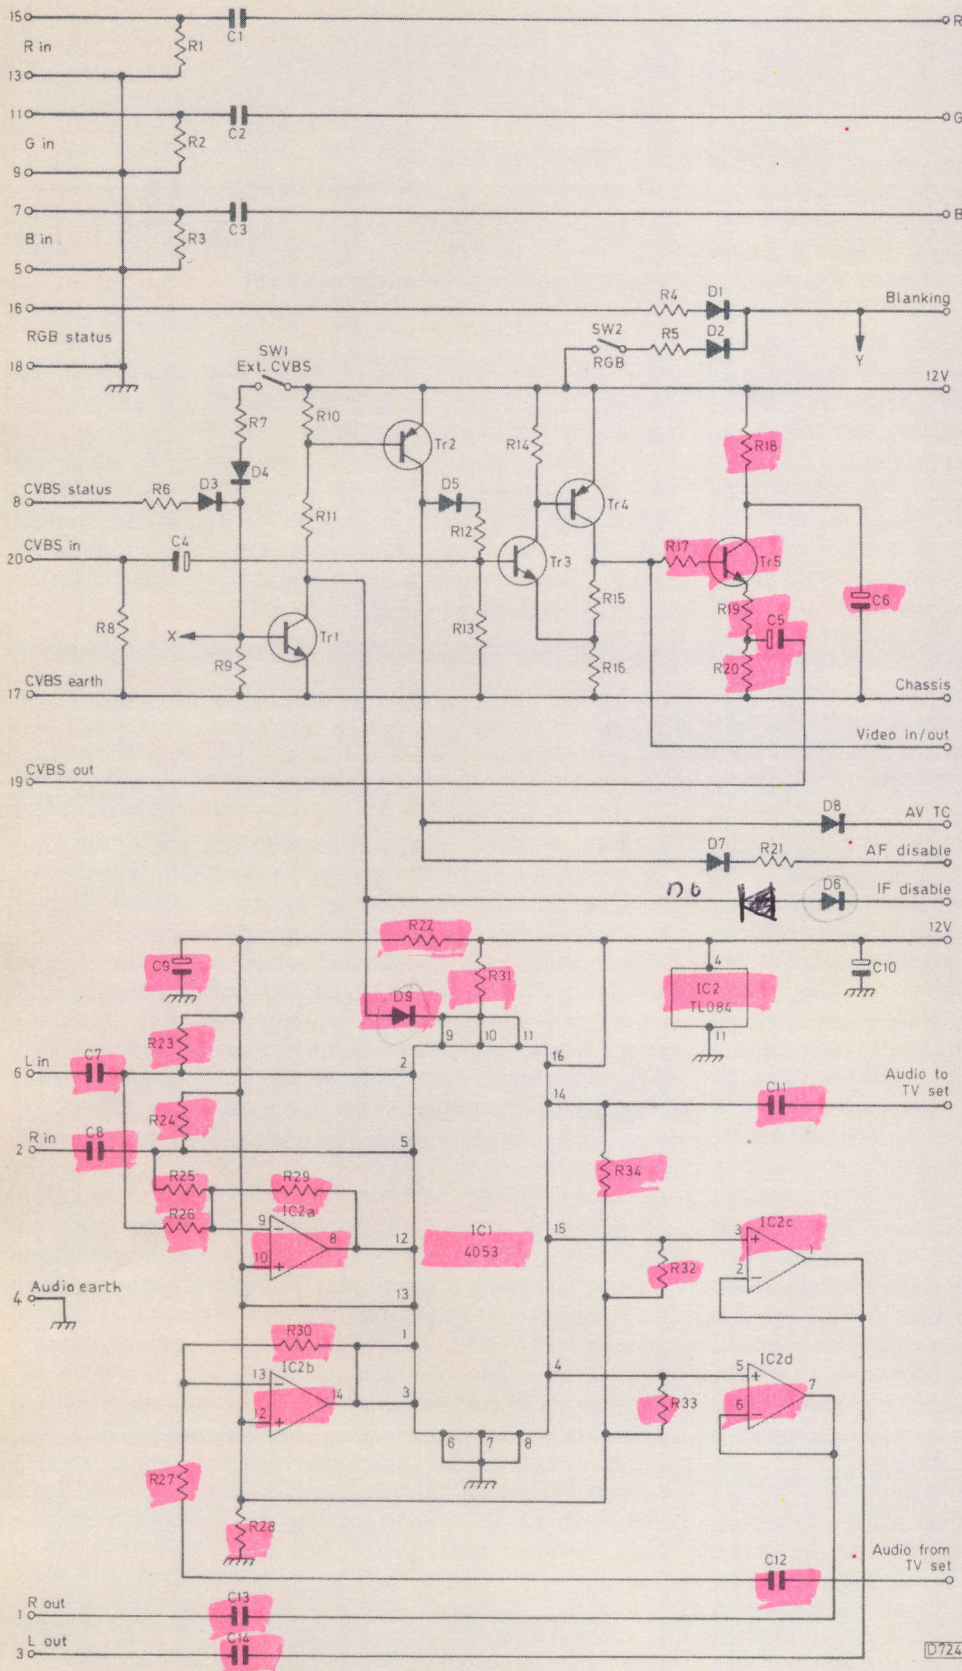 15 C1 R
R in R1
13
11 C2 G
G in R2
9
7 C3 B
B in R3
5
16 R4 D1 Blanking
RGB status SW2 R5 D2 Y
RGB
18 SW1
Ext. CVBS 12V
R7 R10 Tr2 R14 R18
D4
CVBS status R6 D3 D5
8 R11 R12 Tr4
CVBS in C4 R17
20 Tr3 Tr5
R15 R19 C5 C6
R8 X R13
R9 Tr1 R16 R20
CVBS earth Chassis
17
Video in/out
CVBS out
19
D8 AV TC
D7 R21 AF disable
D6 D6 IF disable
R22 12V
C9 R31 4 C10
D9 IC2
TL084
R23 9 10 11 11
L in C7 2 16 Audio to
6 14 C11 TV set
R24
R in C8 5
2 R34
R25 R29
R26 IC2a IC1 15 IC2c
9 − 8 12 4053 3 + 1
10 + R32 2 −
13
Audio earth
4
R30 1
IC2b 4 IC2d
13 − 14 3 5 + 7
12 + R33 6 −
6 7 8
R27
R28
C12 Audio from
TV set
R out C13
1
L out C14
3
D724